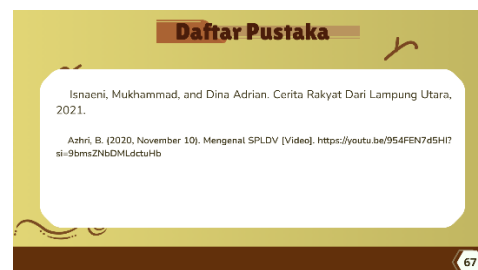 Daftar Pustaka
Isnaeni, Mukhammad, and Dina Adrian. Cerita Rakyat Dari Lampung Utara,
2021.
Azhri, B. (2020, November 10). Mengenal SPLDV [Video]. https://youtu.be/954FEN7d5HI?
si=9bmsZNbDMLdctuHb
67